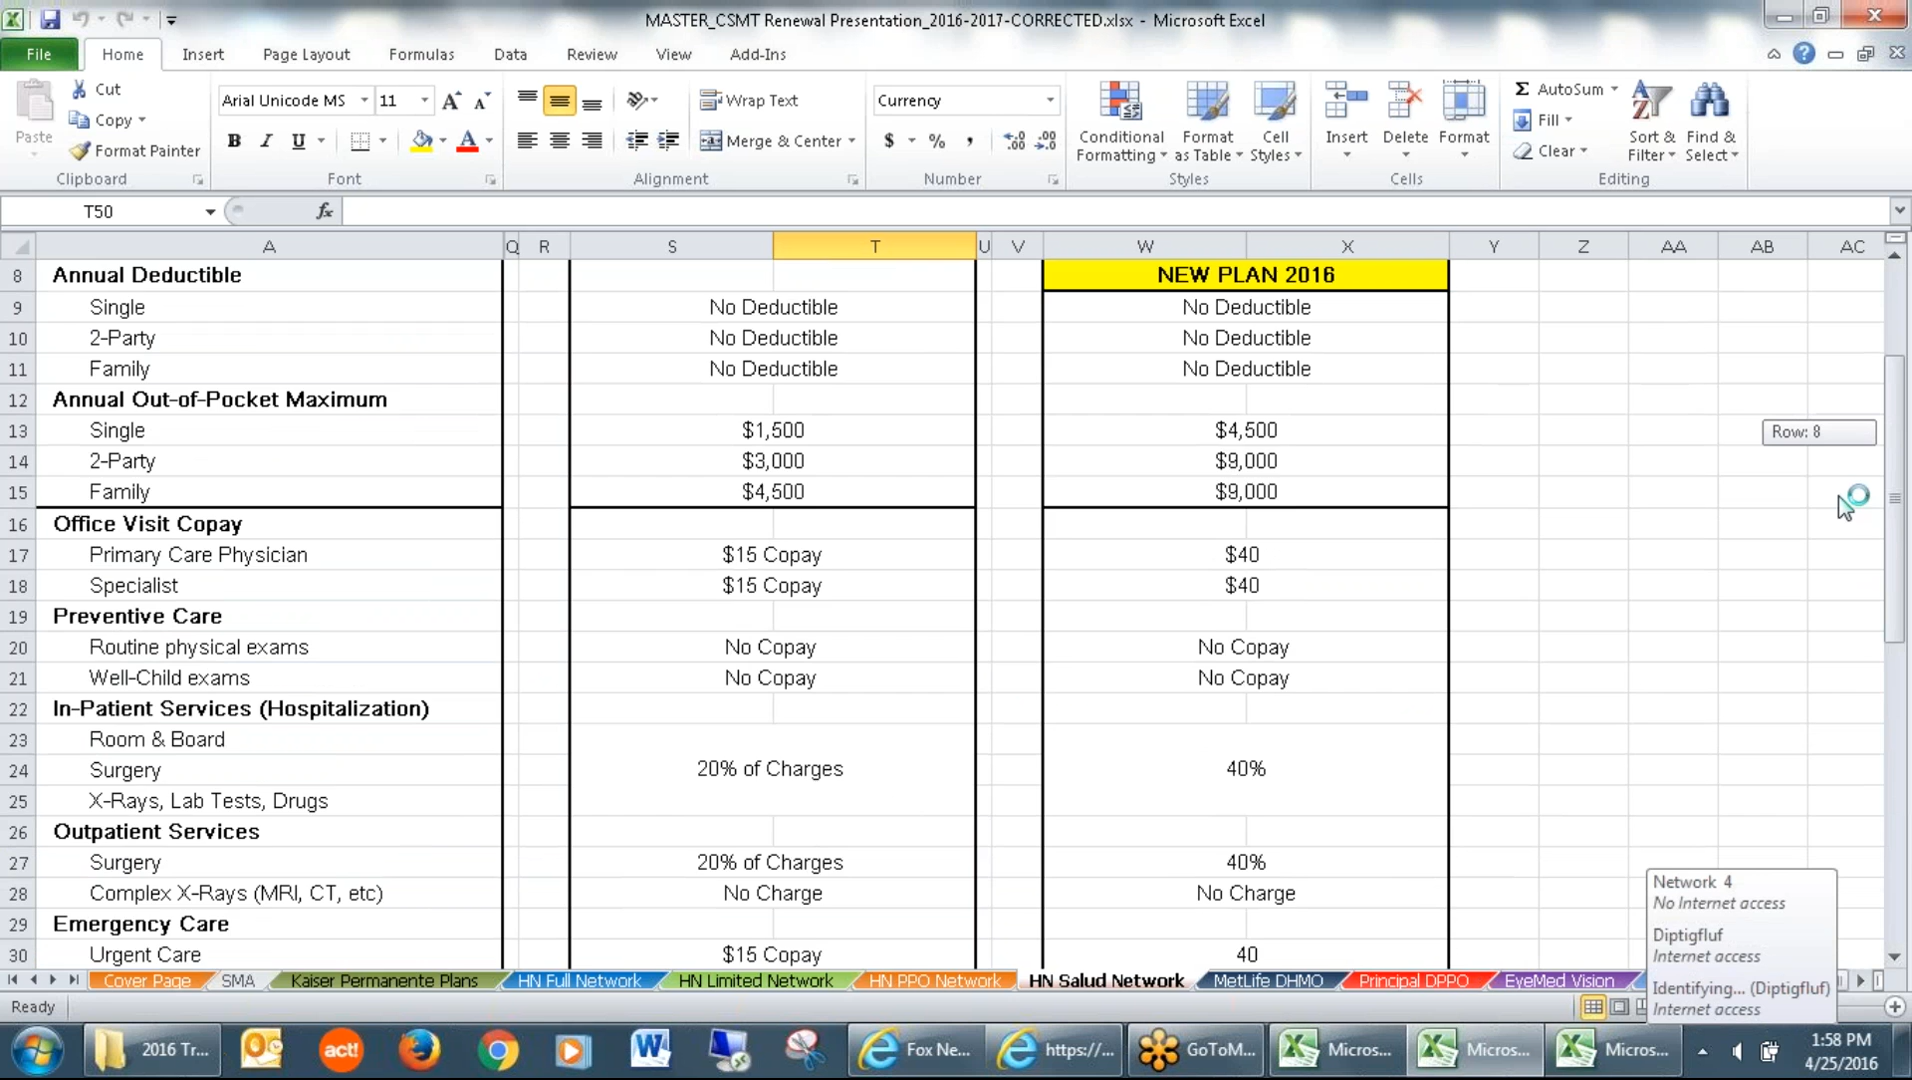 MASTER_CSMT Renewal Presentation_2016-2017-CORRECTED.xlsx - Microsoft Excel
File Home Insert Page Layout Formulas Data Review View Add-Ins
Paste
Cut
Copy
Format Painter
Clipboard
Arial Unicode MS 11
B I U
Font
Wrap Text
Merge & Center
Alignment
Currency
$ % ,
Number
Conditional Formatting
Format as Table
Cell Styles
Styles
Insert Delete Format
Cells
AutoSum
Fill
Clear
Sort & Filter
Find & Select
Editing
T50 fx
A Q R S T U V W X Y Z AA AB AC
8 Annual Deductible NEW PLAN 2016
9 Single No Deductible No Deductible
10 2-Party No Deductible No Deductible
11 Family No Deductible No Deductible
12 Annual Out-of-Pocket Maximum
13 Single $1,500 $4,500
Row: 8
14 2-Party $3,000 $9,000
15 Family $4,500 $9,000
16 Office Visit Copay
17 Primary Care Physician $15 Copay $40
18 Specialist $15 Copay $40
19 Preventive Care
20 Routine physical exams No Copay No Copay
21 Well-Child exams No Copay No Copay
22 In-Patient Services (Hospitalization)
23 Room & Board
24 Surgery 20% of Charges 40%
25 X-Rays, Lab Tests, Drugs
26 Outpatient Services
27 Surgery 20% of Charges 40%
28 Complex X-Rays (MRI, CT, etc) No Charge No Charge
29 Emergency Care
30 Urgent Care $15 Copay 40
Network 4
No Internet access
Diptigfluf
Internet access
Identifying... (Diptigfluf)
Internet access
Cover Page SMA Kaiser Permanente Plans HN Full Network HN Limited Network HN PPO Network HN Salud Network MetLife DHMO Principal DPPO EyeMed Vision
Ready
2016 Tr... act! Fox Ne... https:/... GoToM... Micros... Micros... Micros...
1:58 PM
4/25/2016